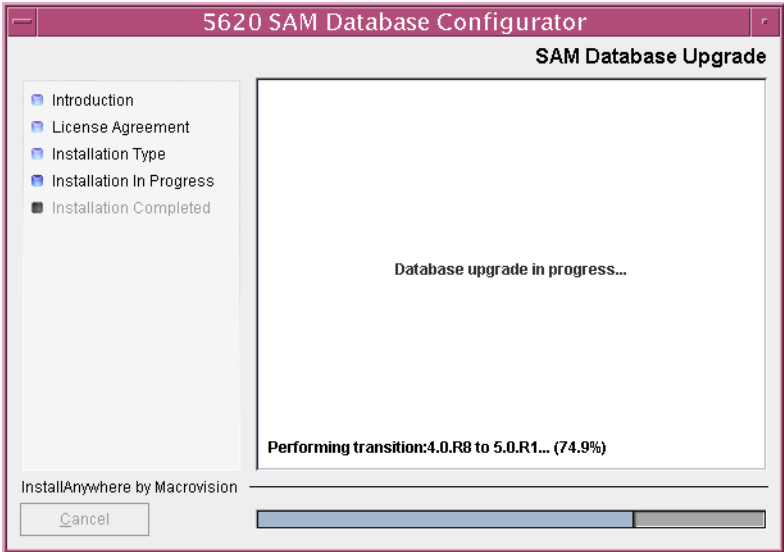 5620 SAM Database Configurator
SAM Database Upgrade
Introduction
License Agreement
Installation Type
Installation In Progress
Installation Completed
Database upgrade in progress...
Performing transition:4.0.R8 to 5.0.R1... (74.9%)
InstallAnywhere by Macrovision
Cancel